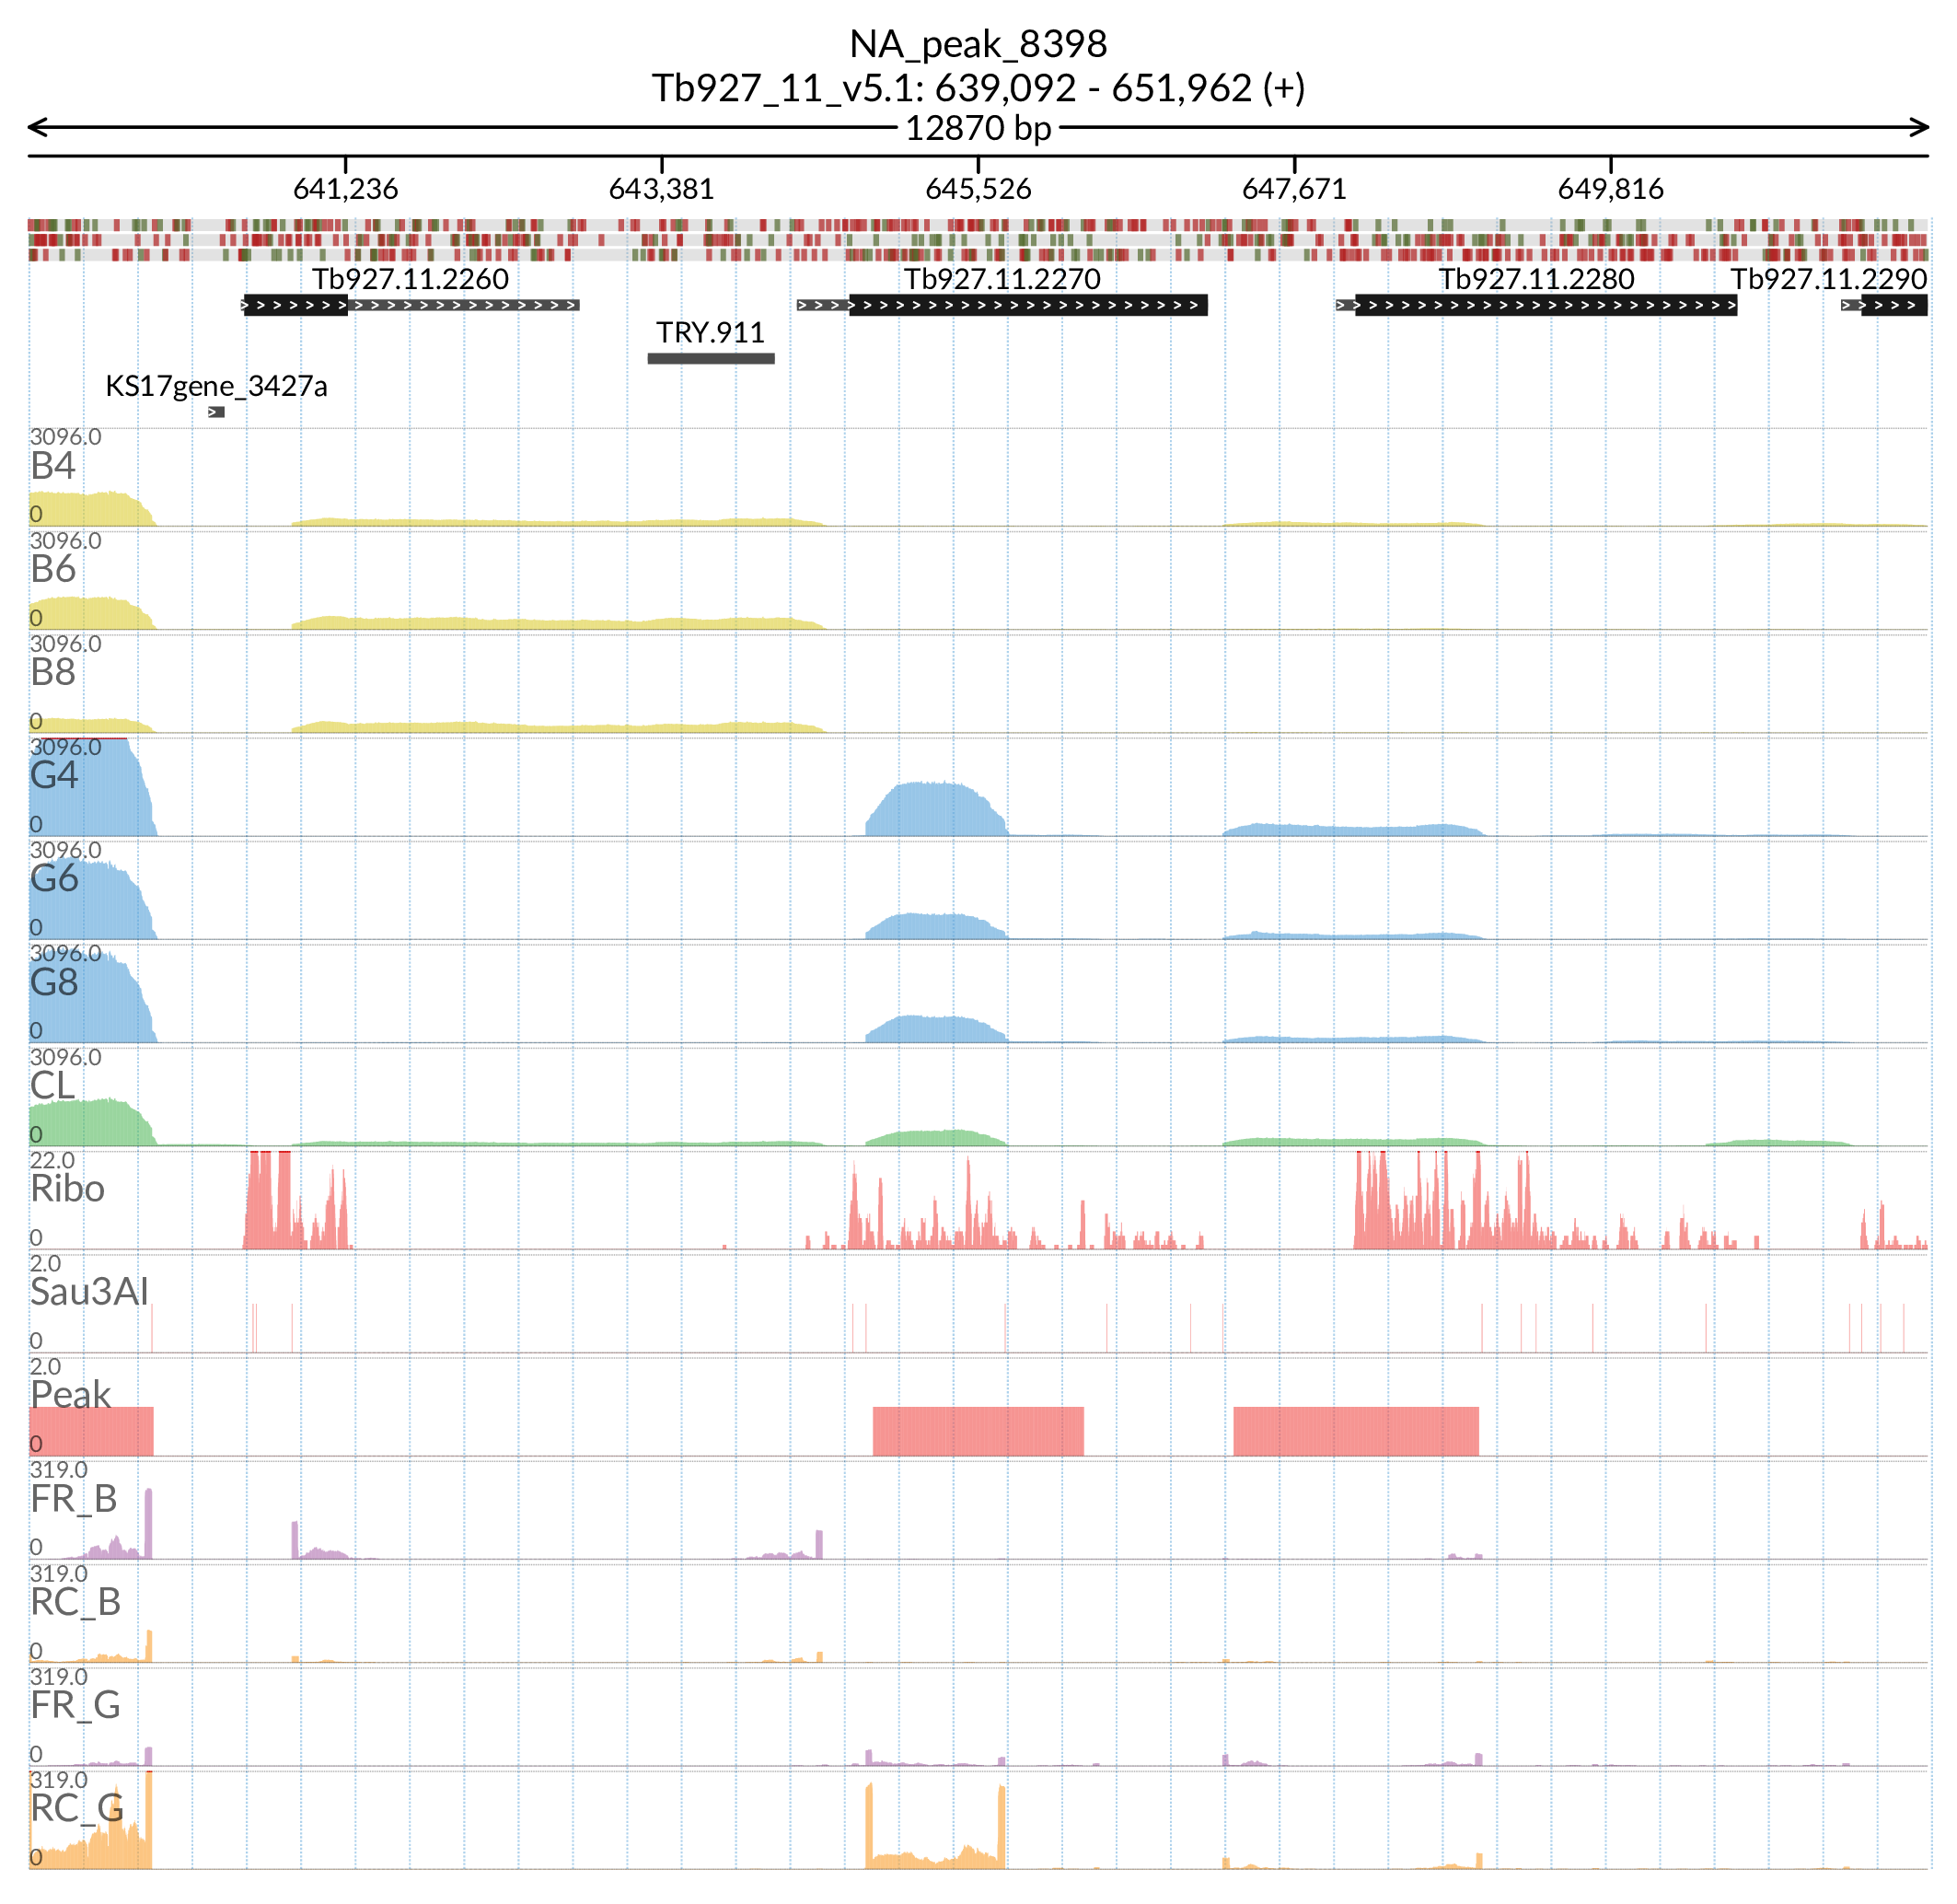 NA_peak_8398
Tb927_11_v5.1: 639,092 - 651,962 (+)
12870 bp
641,236 643,381 645,526 647,671 649,816
Tb927.11.2260 Tb927.11.2270 Tb927.11.2280 Tb927.11.2290
TRY.911
KS17gene_3427a
3096.0
B4
0
3096.0
B6
0
3096.0
B8
0
3096.0
G4
0
3096.0
G6
0
3096.0
G8
0
3096.0
CL
0
22.0
Ribo
0
2.0
Sau3AI
0
2.0
Peak
0
319.0
FR_B
0
319.0
RC_B
0
319.0
FR_G
0
319.0
RC_G
0